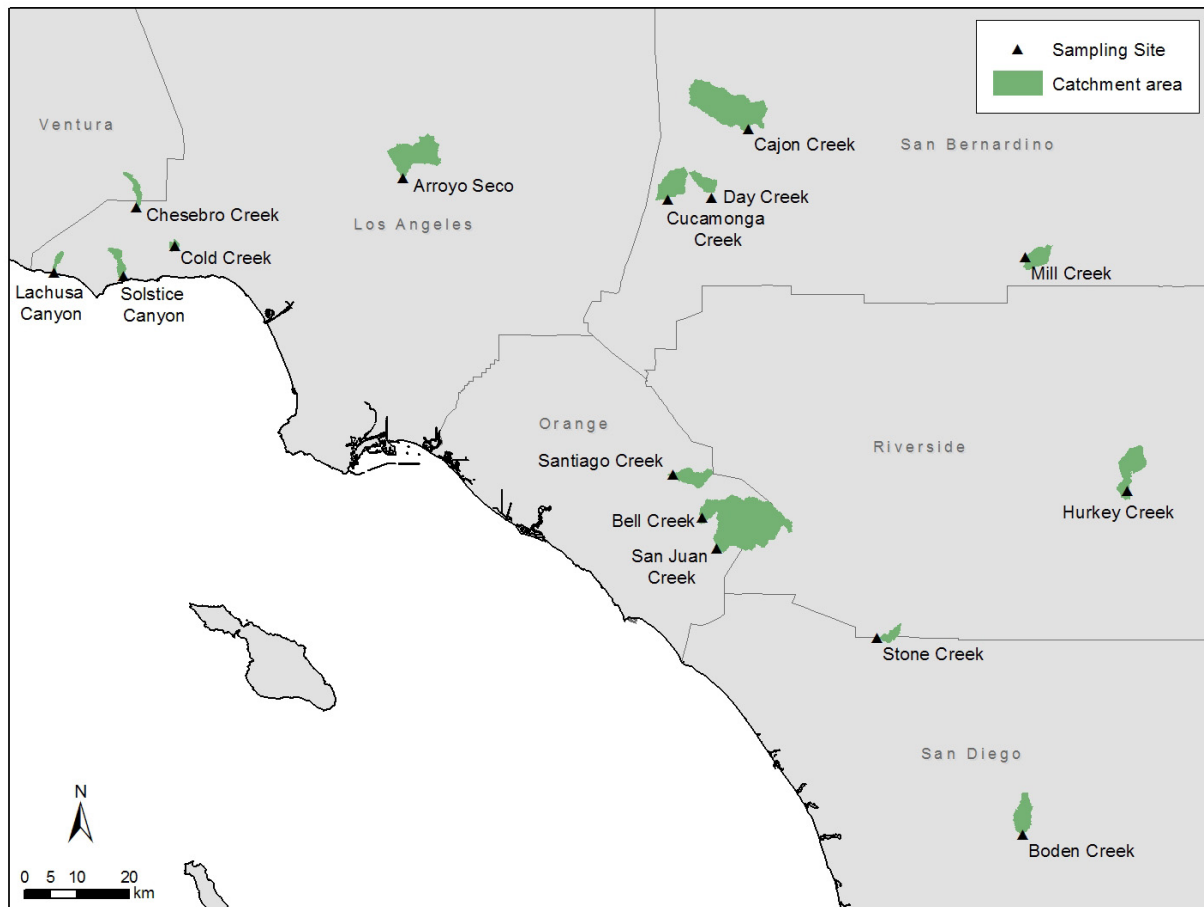 Sampling Site
Catchment area
Ventura
Cajon Creek
San Bernardino
Arroyo Seco
Day Creek
Chesebro Creek
Los Angeles
Cucamonga
Creek
Cold Creek
Mill Creek
Lachusa
Canyon
Solstice
Canyon
Orange
Riverside
Santiago Creek
Bell Creek
Hurkey Creek
San Juan
Creek
Stone Creek
San Diego
N
Boden Creek
0 5 10 20
km